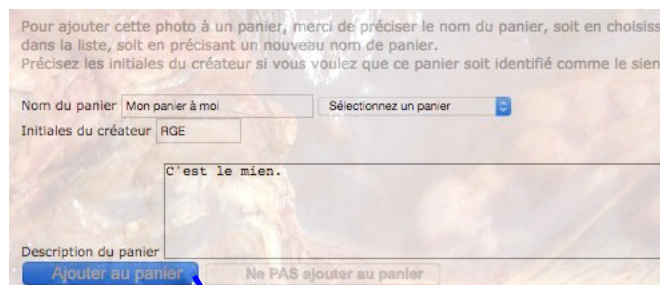 Pour ajouter cette photo à un panier, merci de préciser le nom du panier, soit en choisiss
dans la liste, soit en précisant un nouveau nom de panier.
Précisez les initiales du créateur si vous voulez que ce panier soit identifié comme le sien
Nom du panier Mon panier à moi Sélectionnez un panier
Initiales du créateur RGE
C'est le mien.
Description du panier
Ajouter au panier Ne PAS ajouter au panier